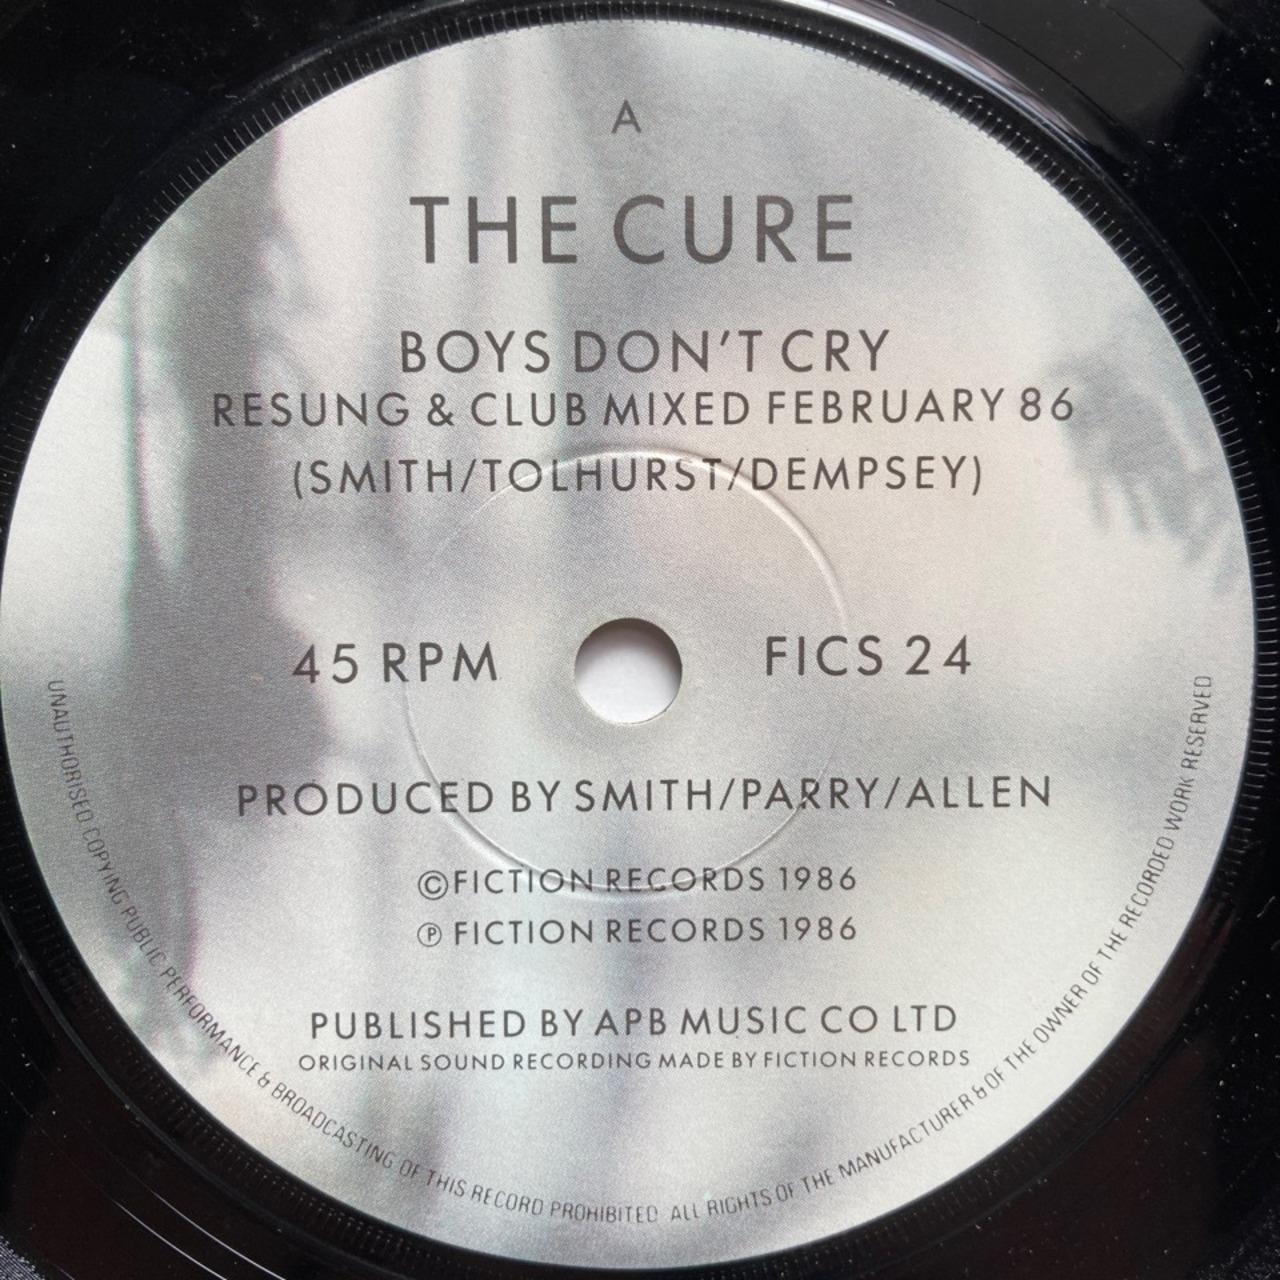 A
THE CURE
BOYS DON'T CRY
RESUNG & CLUB MIXED FEBRUARY 86
(SMITH/TOLHURST/DEMPSEY)
45 RPM
FICS 24
PRODUCED BY SMITH/PARRY/ALLEN
©FICTION RECORDS 1986
℗ FICTION RECORDS 1986
PUBLISHED BY APB MUSIC CO LTD
ORIGINAL SOUND RECORDING MADE BY FICTION RECORDS
UNAUTHORISED COPYING PUBLIC PERFORMANCE & BROADCASTING OF THIS RECORD PROHIBITED ALL RIGHTS OF THE MANUFACTURER & OF THE OWNER OF THE RECORDED WORK RESERVED